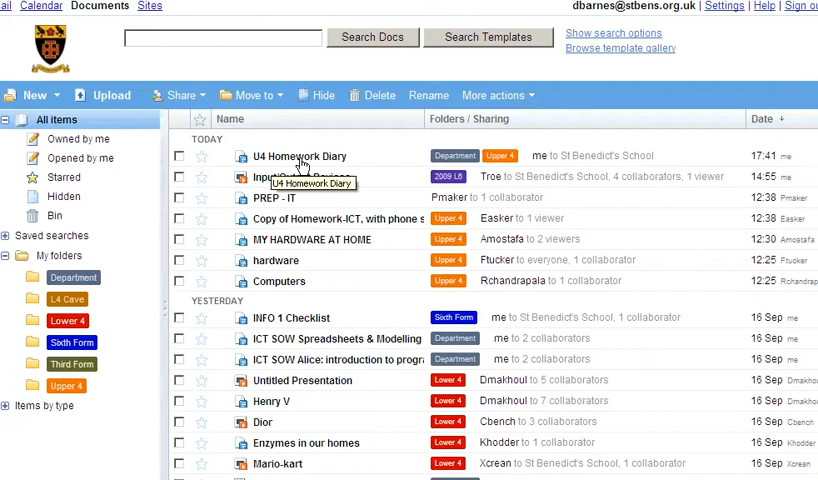 ail Calendar Documents Sites dbarnes@stbens.org.uk | Settings | Help | Sign ou
Search Docs Search Templates Show search options
Browse template gallery
New Upload Share Move to Hide Delete Rename More actions
All items Name Folders / Sharing Date
TODAY
Owned by me U4 Homework Diary Department Upper 4 me to St Benedict's School 17:41 me
Opened by me 2009 L6 Troe to St Benedict's School, 4 collaborators, 1 viewer 14:55 me
U4 Homework Diary
Starred
Hidden PREP - IT Pmaker to 1 collaborator 12:38 Pmaker
Bin Copy of Homework-ICT, with phone s Upper 4 Easker to 1 viewer 12:38 Easker
Saved searches MY HARDWARE AT HOME Upper 4 Amostafa to 2 viewers 12:30 Amostafa
My folders hardware Upper 4 Ftucker to everyone, 1 collaborator 12:25 Ftucker
Department Computers Upper 4 Rchandrapala to 1 collaborator 12:25 Rchandrap
L4 Cave YESTERDAY
Lower 4 INFO 1 Checklist Sixth Form me to St Benedict's School, 1 collaborator 16 Sep me
Sixth Form ICT SOW Spreadsheets & Modelling Department me to 2 collaborators 16 Sep me
Third Form ICT SOW Alice: introduction to progr Department me to 2 collaborators 16 Sep me
Upper 4 Untitled Presentation Lower 4 Dmakhoul to 5 collaborators 16 Sep Dmakho
Items by type Henry V Lower 4 Dmakhoul to 7 collaborators 16 Sep Dmakho
Dior Lower 4 Cbench to 3 collaborators 16 Sep Cbench
Enzymes in our homes Lower 4 Khodder to 1 collaborator 16 Sep Khodder
Mario-kart Lower 4 Xcrean to St Benedict's School, 1 collaborator 16 Sep Xcrean